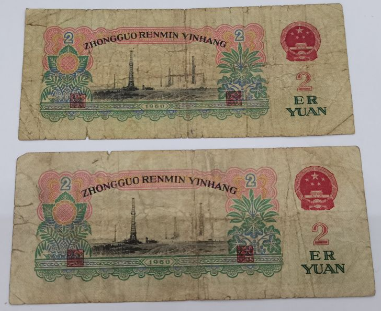 2 2
ZHONGGUO RENMIN YINHANG
2
ER
YUAN
1960
2 2
ZHONGGUO RENMIN YINHANG
2
ER
YUAN
1960